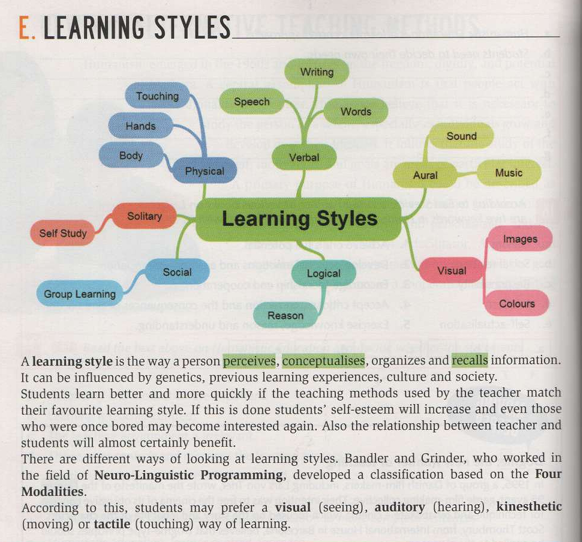 E. LEARNING STYLES
Writing
Touching
Speech
Words
Hands
Sound
Body
Verbal
Physical
Aural
Music
Solitary
Learning Styles
Self Study
Images
Social
Logical
Visual
Group Learning
Colours
Reason
A learning style is the way a person perceives, conceptualises, organizes and recalls information.
It can be influenced by genetics, previous learning experiences, culture and society.
Students learn better and more quickly if the teaching methods used by the teacher match
their favourite learning style. If this is done students' self-esteem will increase and even those
who were once bored may become interested again. Also the relationship between teacher and
students will almost certainly benefit.
There are different ways of looking at learning styles. Bandler and Grinder, who worked in
the field of Neuro-Linguistic Programming, developed a classification based on the Four
Modalities.
According to this, students may prefer a visual (seeing), auditory (hearing), kinesthetic
(moving) or tactile (touching) way of learning.